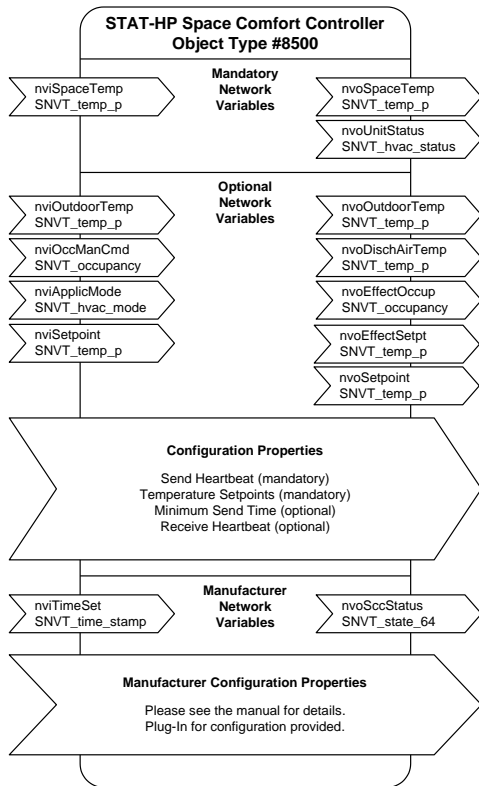 STAT-HP Space Comfort Controller
Object Type #8500
Mandatory
Network
Variables
nviSpaceTemp
SNVT_temp_p
nvoSpaceTemp
SNVT_temp_p
nvoUnitStatus
SNVT_hvac_status
Optional
Network
Variables
nviOutdoorTemp
SNVT_temp_p
nviOccManCmd
SNVT_occupancy
nviApplicMode
SNVT_hvac_mode
nviSetpoint
SNVT_temp_p
nvoOutdoorTemp
SNVT_temp_p
nvoDischAirTemp
SNVT_temp_p
nvoEffectOccup
SNVT_occupancy
nvoEffectSetpt
SNVT_temp_p
nvoSetpoint
SNVT_temp_p
Configuration Properties
Send Heartbeat (mandatory)
Temperature Setpoints (mandatory)
Minimum Send Time (optional)
Receive Heartbeat (optional)
Manufacturer
Network
Variables
nviTimeSet
SNVT_time_stamp
nvoSccStatus
SNVT_state_64
Manufacturer Configuration Properties
Please see the manual for details.
Plug-In for configuration provided.